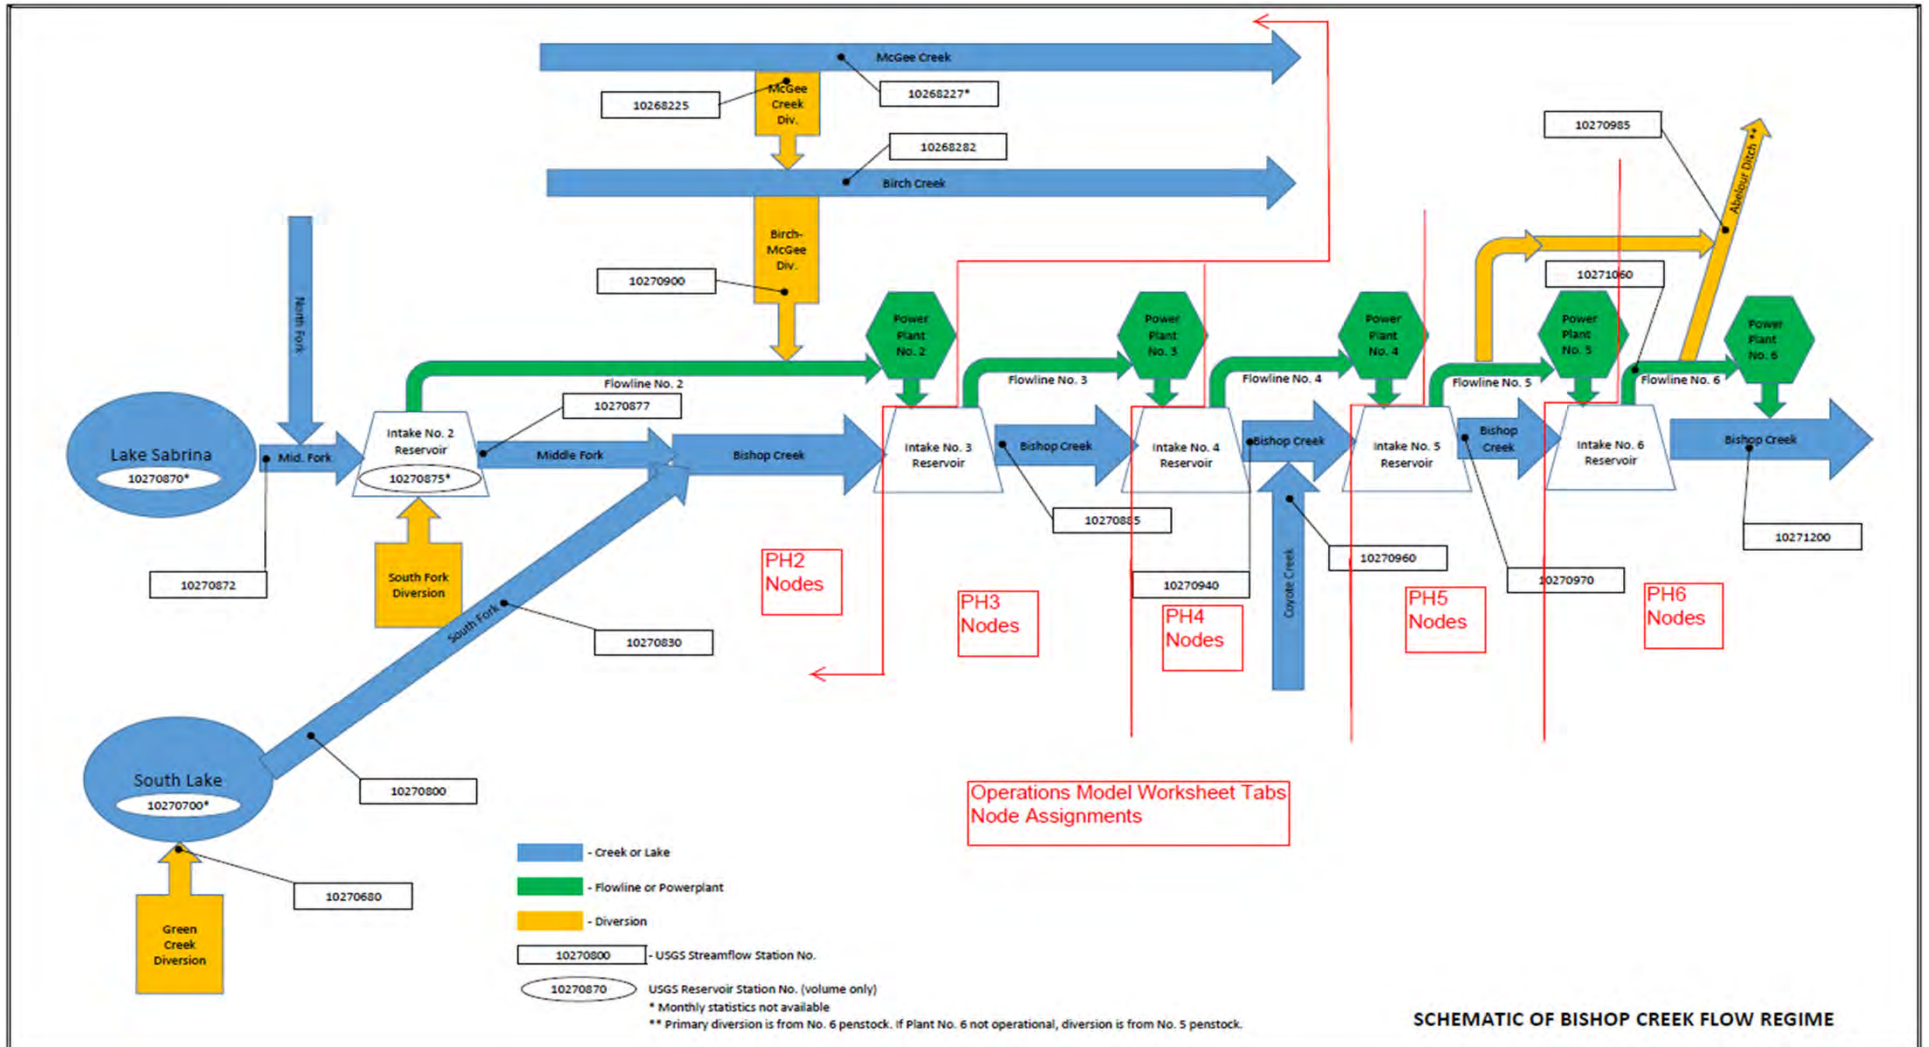 McGee Creek
10268225
McGee
Creek
Div.
10268227*
10268282
Birch Creek
10270985
Abelour Ditch **
Birch-
McGee
Div.
10270900
North Fork
10271060
Power
Plant
No. 2
Power
Plant
No. 3
Power
Plant
No. 4
Power
Plant
No. 5
Power
Plant
No. 6
Flowline No. 2
Flowline No. 3
Flowline No. 4
Flowline No. 5
Flowline No. 6
10270877
Lake Sabrina
10270870*
Mid. Fork
Intake No. 2
Reservoir
10270875*
Middle Fork
Bishop Creek
Intake No. 3
Reservoir
Bishop Creek
Intake No. 4
Reservoir
Bishop Creek
Intake No. 5
Reservoir
Bishop
Creek
Intake No. 6
Reservoir
Bishop Creek
10270885
10271200
10270872
South Fork
Diversion
South Fork
10270830
PH2
Nodes
PH3
Nodes
10270940
PH4
Nodes
Coyote Creek
10270960
PH5
Nodes
10270970
PH6
Nodes
South Lake
10270700*
10270800
10270680
Green
Creek
Diversion
Operations Model Worksheet Tabs
Node Assignments
- Creek or Lake
- Flowline or Powerplant
- Diversion
10270800 - USGS Streamflow Station No.
10270870 USGS Reservoir Station No. (volume only)
* Monthly statistics not available
** Primary diversion is from No. 6 penstock. If Plant No. 6 not operational, diversion is from No. 5 penstock.
SCHEMATIC OF BISHOP CREEK FLOW REGIME